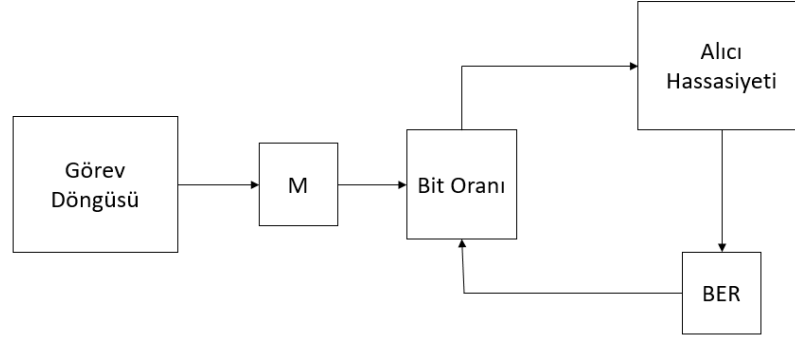 Görev
Döngüsü
M
Bit Oranı
Alıcı
Hassasiyeti
BER